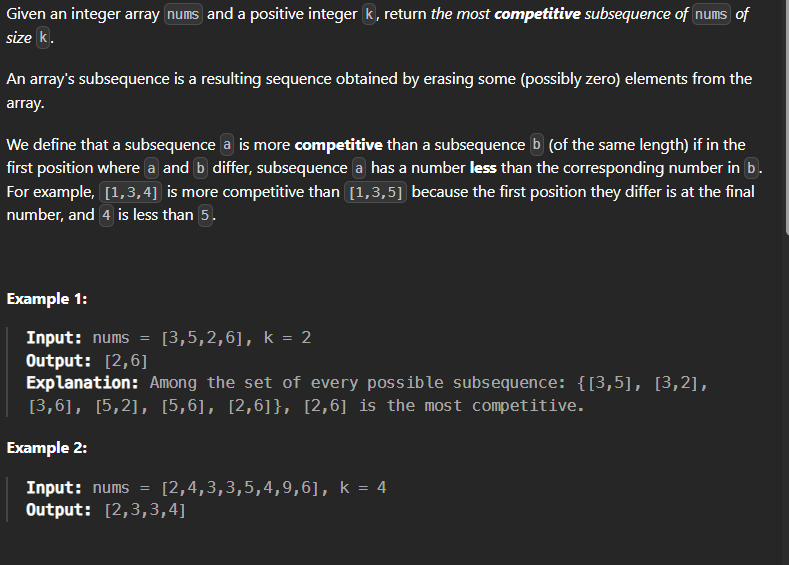 Given an integer array nums and a positive integer k, return the most competitive subsequence of nums of
size k.
An array's subsequence is a resulting sequence obtained by erasing some (possibly zero) elements from the
array.
We define that a subsequence a is more competitive than a subsequence b (of the same length) if in the
first position where a and b differ, subsequence a has a number less than the corresponding number in b.
For example, [1,3,4] is more competitive than [1,3,5] because the first position they differ is at the final
number, and 4 is less than 5.
Example 1:
Input: nums = [3,5,2,6], k = 2
Output: [2,6]
Explanation: Among the set of every possible subsequence: {[3,5], [3,2],
[3,6], [5,2], [5,6], [2,6]}, [2,6] is the most competitive.
Example 2:
Input: nums = [2,4,3,3,5,4,9,6], k = 4
Output: [2,3,3,4]